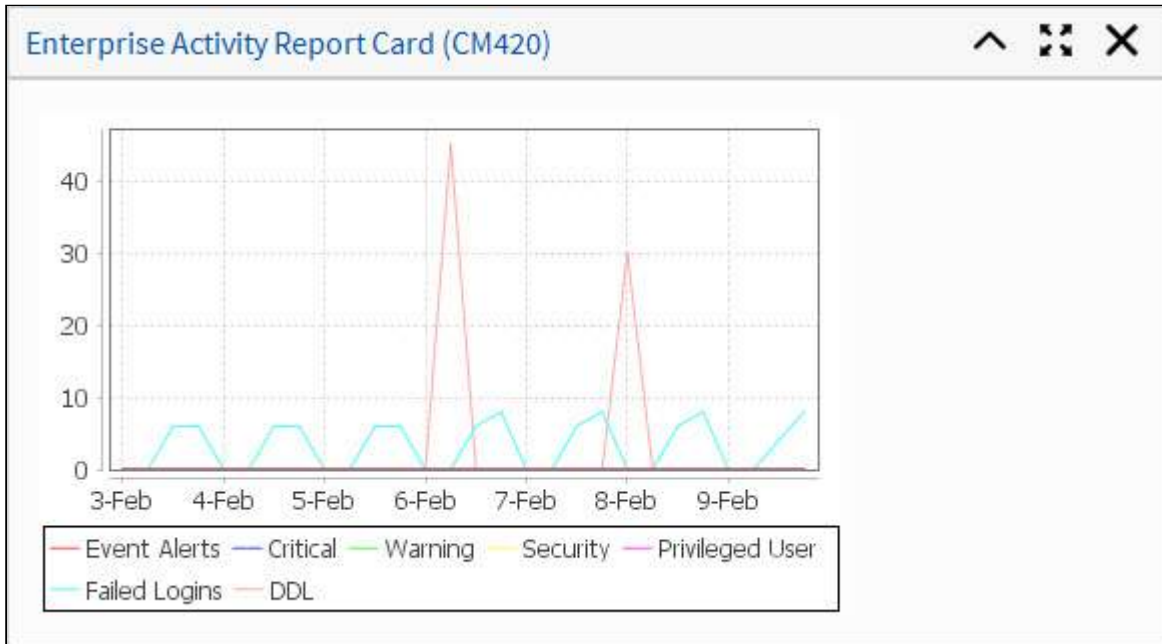 Enterprise Activity Report Card (CM420)
40
30
20
10
0
3-Feb 4-Feb 5-Feb 6-Feb 7-Feb 8-Feb 9-Feb
Event Alerts Critical Warning Security Privileged User
Failed Logins DDL